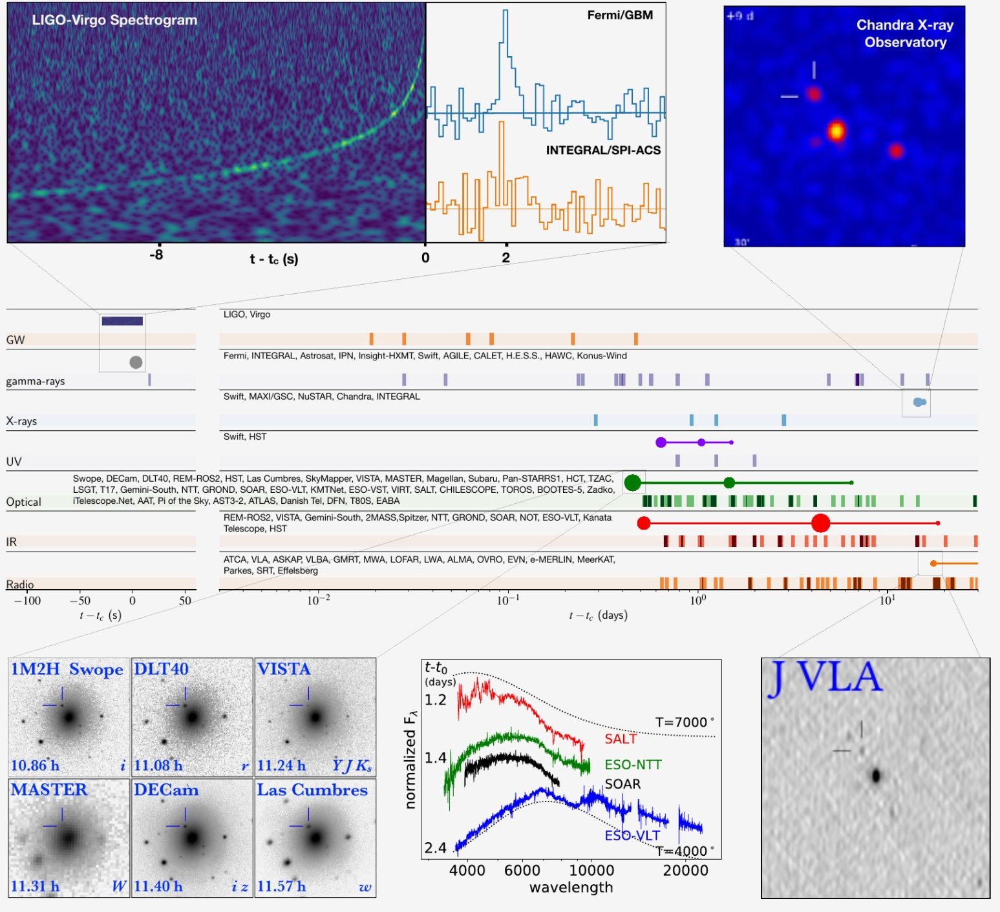 LIGO-Virgo Spectrogram
Fermi/GBM
INTEGRAL/SPI-ACS
-8
t - tc (s)
0
2
+9 d
Chandra X-ray
Observatory
30'
LIGO, Virgo
GW
Fermi, INTEGRAL, Astrosat, IPN, Insight-HXMT, Swift, AGILE, CALET, H.E.S.S., HAWC, Konus-Wind
gamma-rays
Swift, MAXI/GSC, NuSTAR, Chandra, INTEGRAL
X-rays
Swift, HST
UV
Swope, DECam, DLT40, REM-ROS2, HST, Las Cumbres, SkyMapper, VISTA, MASTER, Magellan, Subaru, Pan-STARRS1, HCT, TZAC,
LSGT, T17, Gemini-South, NTT, GROND, SOAR, ESO-VLT, KMTNet, ESO-VST, VIRT, SALT, CHILESCOPE, TOROS, BOOTES-5, Zadko,
iTelescope.Net, AAT, Pi of the Sky, AST3-2, ATLAS, Danish Tel, DFN, T80S, EABA
Optical
REM-ROS2, VISTA, Gemini-South, 2MASS,Spitzer, NTT, GROND, SOAR, NOT, ESO-VLT, Kanata
Telescope, HST
IR
ATCA, VLA, ASKAP, VLBA, GMRT, MWA, LOFAR, LWA, ALMA, OVRO, EVN, e-MERLIN, MeerKAT,
Parkes, SRT, Effelsberg
Radio
−100 −50 0 50
t − tc (s)
10⁻² 10⁻¹ 10⁰ 10¹
t − tc (days)
1M2H Swope
10.86 h i
DLT40
11.08 h r
VISTA
11.24 h Y J Ks
MASTER
11.31 h W
DECam
11.40 h i z
Las Cumbres
11.57 h w
t-t0
(days)
1.2
1.4
2.4
normalized Fλ
T=7000°
SALT
ESO-NTT
SOAR
ESO-VLT
T=4000°
4000 6000 10000 20000
wavelength
J VLA